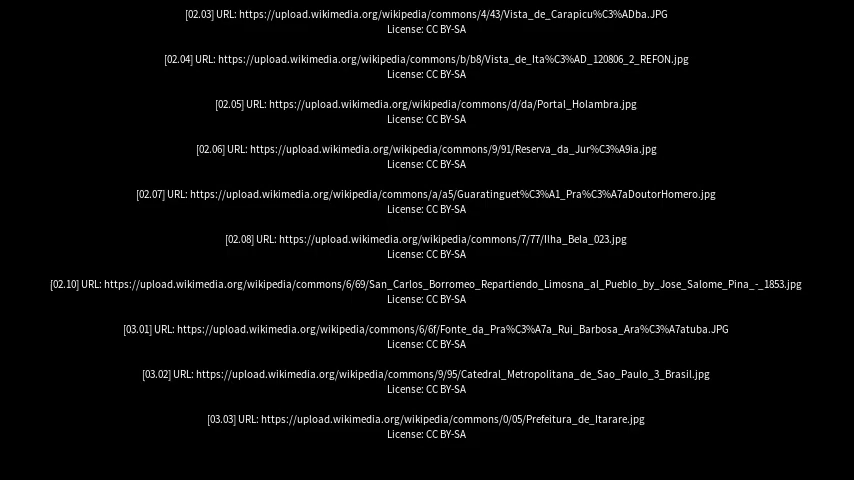 [02.03] URL: https://upload.wikimedia.org/wikipedia/commons/4/43/Vista_de_Carapicu%C3%ADba.JPG
License: CC BY-SA
[02.04] URL: https://upload.wikimedia.org/wikipedia/commons/b/b8/Vista_de_Ita%C3%AD_120806_2_REFON.jpg
License: CC BY-SA
[02.05] URL: https://upload.wikimedia.org/wikipedia/commons/d/da/Portal_Holambra.jpg
License: CC BY-SA
[02.06] URL: https://upload.wikimedia.org/wikipedia/commons/9/91/Reserva_da_Jur%C3%A9ia.jpg
License: CC BY-SA
[02.07] URL: https://upload.wikimedia.org/wikipedia/commons/a/a5/Guaratinguet%C3%A1_Pra%C3%A7aDoutorHomero.jpg
License: CC BY-SA
[02.08] URL: https://upload.wikimedia.org/wikipedia/commons/7/77/Ilha_Bela_023.jpg
License: CC BY-SA
[02.10] URL: https://upload.wikimedia.org/wikipedia/commons/6/69/San_Carlos_Borromeo_Repartiendo_Limosna_al_Pueblo_by_Jose_Salome_Pina_-_1853.jpg
License: CC BY-SA
[03.01] URL: https://upload.wikimedia.org/wikipedia/commons/6/6f/Fonte_da_Pra%C3%A7a_Rui_Barbosa_Ara%C3%A7atuba.JPG
License: CC BY-SA
[03.02] URL: https://upload.wikimedia.org/wikipedia/commons/9/95/Catedral_Metropolitana_de_Sao_Paulo_3_Brasil.jpg
License: CC BY-SA
[03.03] URL: https://upload.wikimedia.org/wikipedia/commons/0/05/Prefeitura_de_Itarare.jpg
License: CC BY-SA